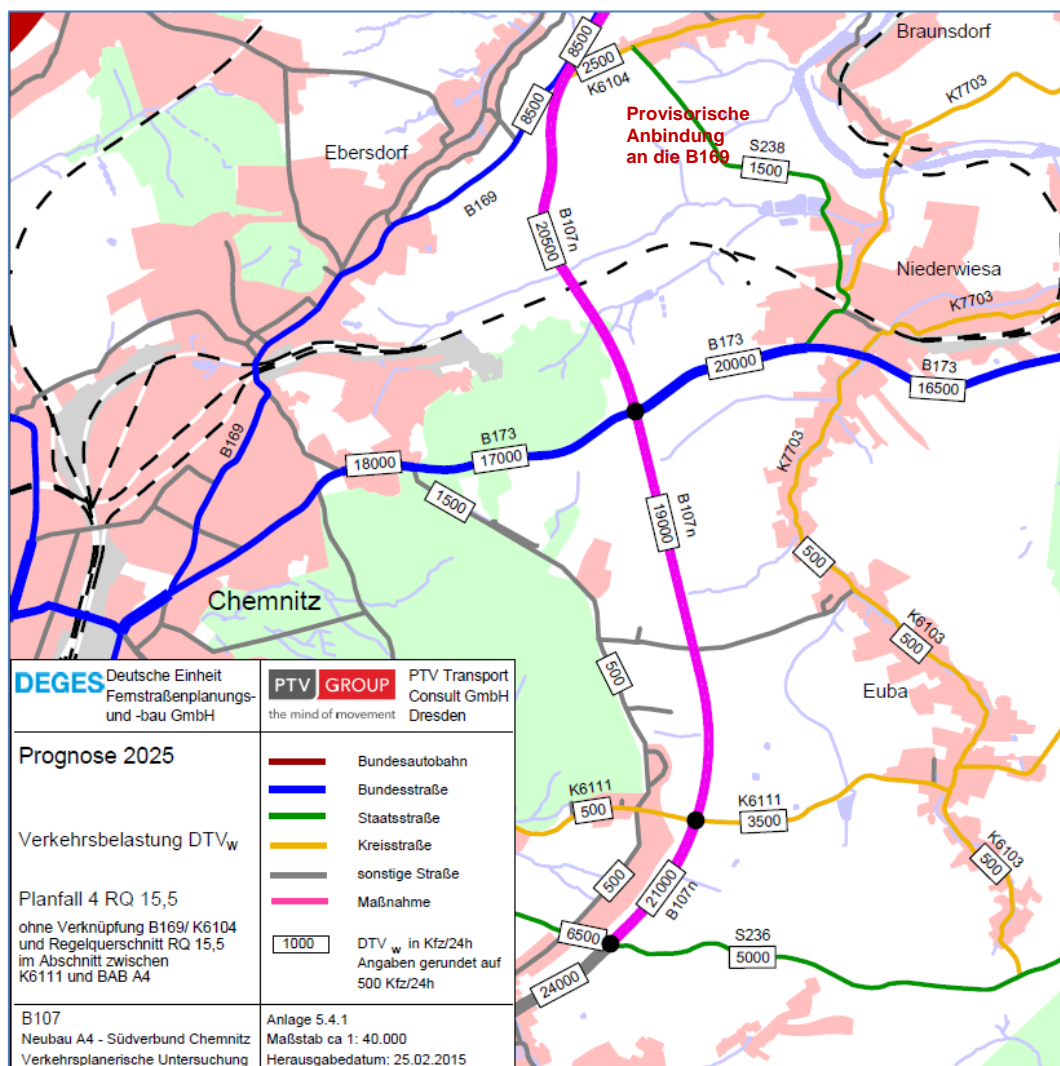 8500
2500
K6104
8500
Braunsdorf
K7703
Provisorische
Anbindung
an die B169
S238
1500
Ebersdorf
B169
B107n
20500
Niederwiesa
K7703
B173
20000
B173
16500
B169
B173
17000
18000
1500
B107n
19000
K7703
500
Chemnitz
K6103
500
Euba
500
K6111
500
K6111
3500
K6103
500
500
21000
B107n
6500
S236
5000
24000
DEGES Deutsche Einheit
Fernstraßenplanungs-
und -bau GmbH
PTV GROUP
the mind of movement
PTV Transport
Consult GmbH
Dresden
Prognose 2025
Verkehrsbelastung DTVw
Planfall 4 RQ 15,5
ohne Verknüpfung B169/ K6104
und Regelquerschnitt RQ 15,5
im Abschnitt zwischen
K6111 und BAB A4
Bundesautobahn
Bundesstraße
Staatsstraße
Kreisstraße
sonstige Straße
Maßnahme
1000
DTV w in Kfz/24h
Angaben gerundet auf
500 Kfz/24h
B107
Neubau A4 - Südverbund Chemnitz
Verkehrsplanerische Untersuchung
Anlage 5.4.1
Maßstab ca 1: 40.000
Herausgabedatum: 25.02.2015